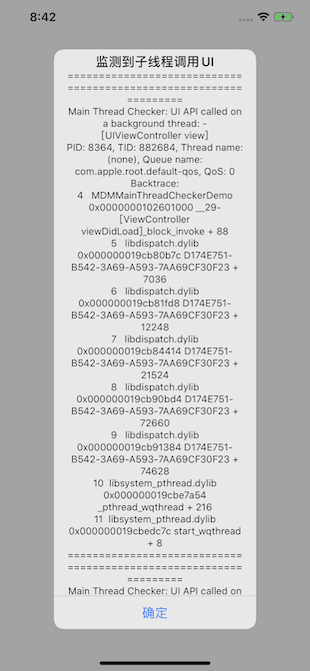 8:42
监测到子线程调用UI
============================
============================
=========
Main Thread Checker: UI API called on
a background thread: -
[UIViewController view]
PID: 8364, TID: 882684, Thread name:
(none), Queue name:
com.apple.root.default-qos, QoS: 0
Backtrace:
4 MDMMainThreadCheckerDemo
0x0000000102601000 __29-
[ViewController
viewDidLoad]_block_invoke + 88
5 libdispatch.dylib
0x000000019cb80b7c D174E751-
B542-3A69-A593-7AA69CF30F23 +
7036
6 libdispatch.dylib
0x000000019cb81fd8 D174E751-
B542-3A69-A593-7AA69CF30F23 +
12248
7 libdispatch.dylib
0x000000019cb84414 D174E751-
B542-3A69-A593-7AA69CF30F23 +
21524
8 libdispatch.dylib
0x000000019cb90bd4 D174E751-
B542-3A69-A593-7AA69CF30F23 +
72660
9 libdispatch.dylib
0x000000019cb91384 D174E751-
B542-3A69-A593-7AA69CF30F23 +
74628
10 libsystem_pthread.dylib
0x000000019cbe7a54
_pthread_wqthread + 216
11 libsystem_pthread.dylib
0x000000019cbedc7c start_wqthread
+ 8
============================
============================
=========
Main Thread Checker: UI API called on
确定